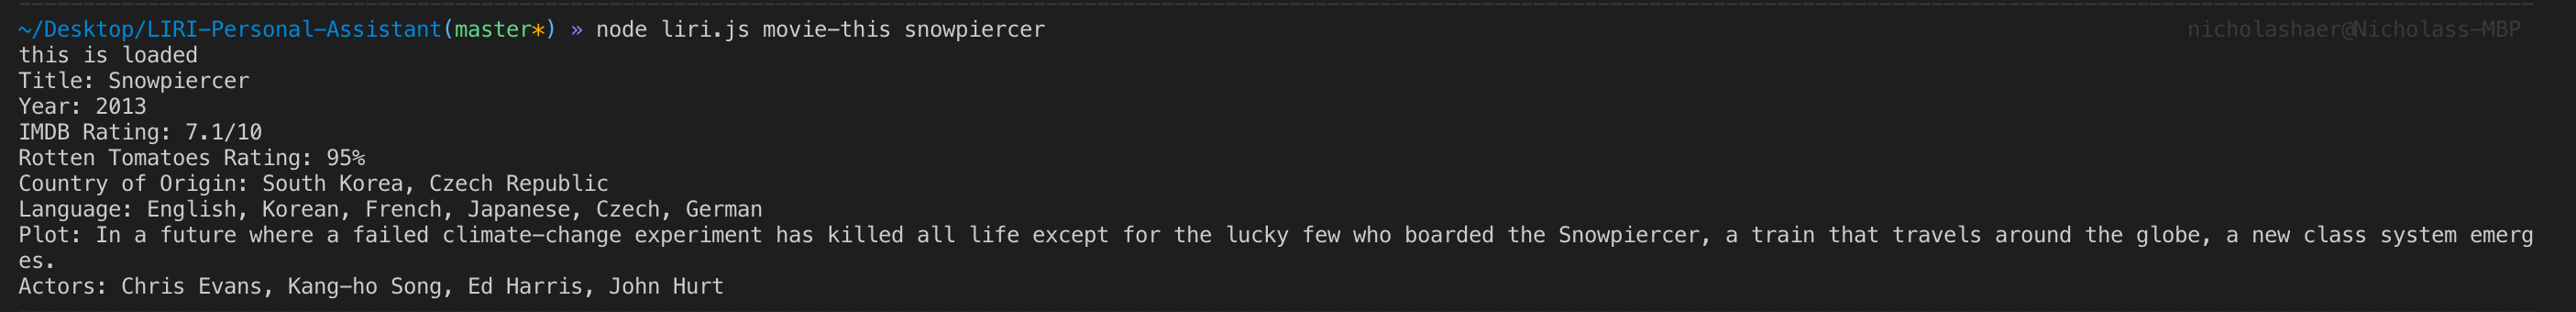 ~/Desktop/LIRI-Personal-Assistant(master*) » node liri.js movie-this snowpiercer nicholashaer@Nicholass-MBP
this is loaded
Title: Snowpiercer
Year: 2013
IMDB Rating: 7.1/10
Rotten Tomatoes Rating: 95%
Country of Origin: South Korea, Czech Republic
Language: English, Korean, French, Japanese, Czech, German
Plot: In a future where a failed climate-change experiment has killed all life except for the lucky few who boarded the Snowpiercer, a train that travels around the globe, a new class system emerg
es.
Actors: Chris Evans, Kang-ho Song, Ed Harris, John Hurt